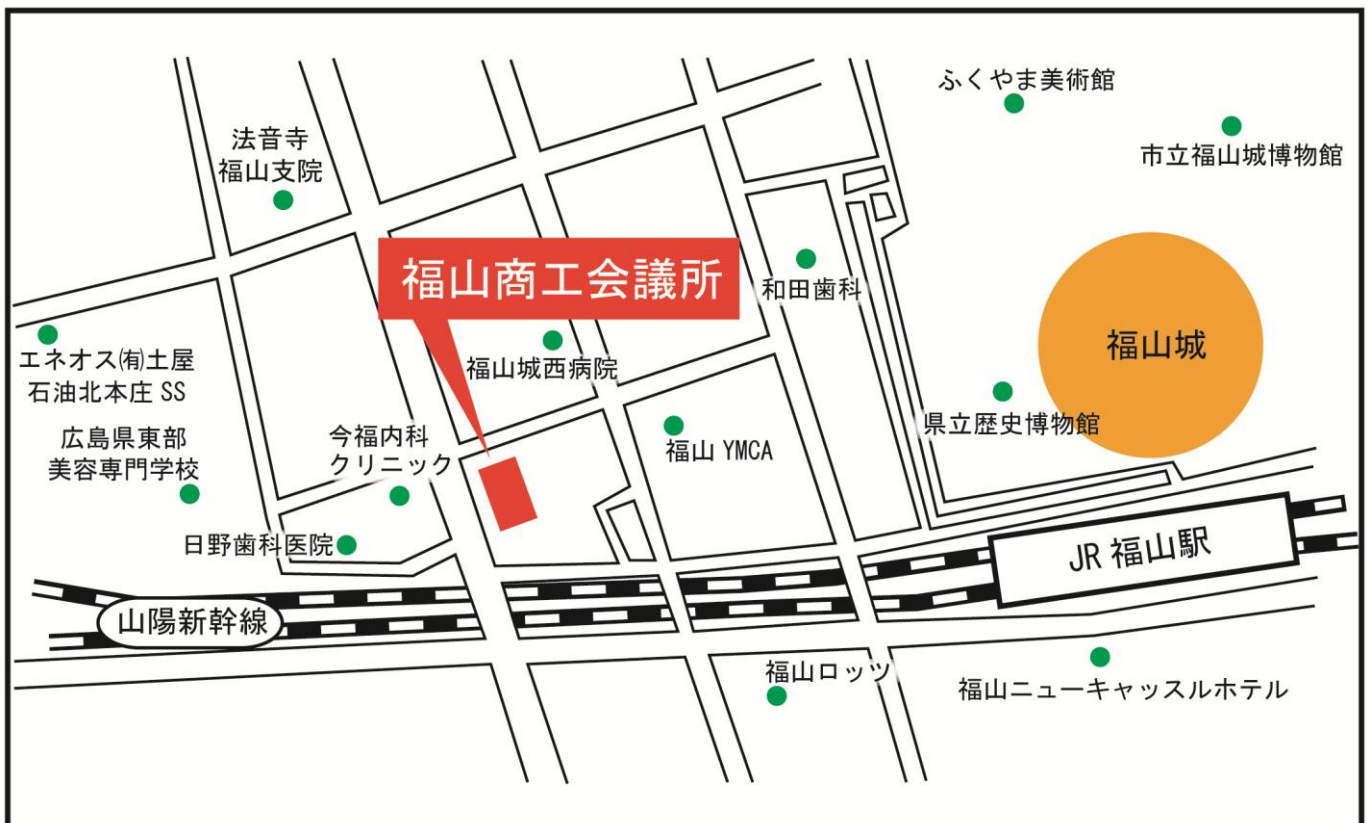 ふくやま美術館
市立福山城博物館
法音寺
福山支院
福山商工会議所
和田歯科
福山城
エネオス㈲土屋
石油北本庄 SS
福山城西病院
県立歴史博物館
広島県東部
美容専門学校
今福内科
クリニック
福山 YMCA
日野歯科医院
JR 福山駅
山陽新幹線
福山ロッツ
福山ニューキャッスルホテル